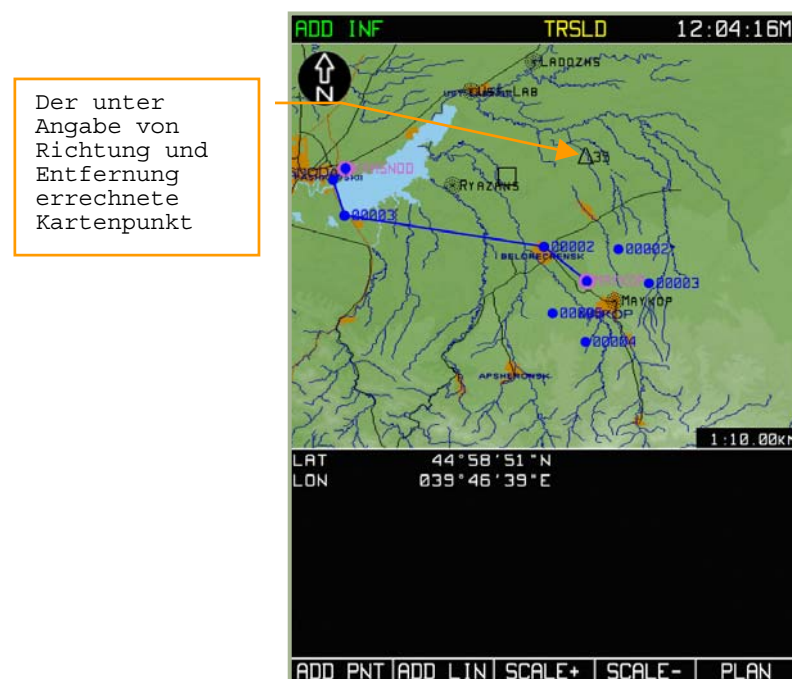 Der unter
Angabe von
Richtung und
Entfernung
errechnete
Kartenpunkt
ADD INF TRSLD 12:04:16M
N
LADOZHS
UST-LAB
33
RYAZANS
00003
00002
00002
BELORECHENSK
00003
MAYKOP
00004
APSHERONSK
1:10.00KM
LAT 44°58'51"N
LON 039°46'39"E
ADD PNT ADD LIN SCALE+ SCALE- PLAN